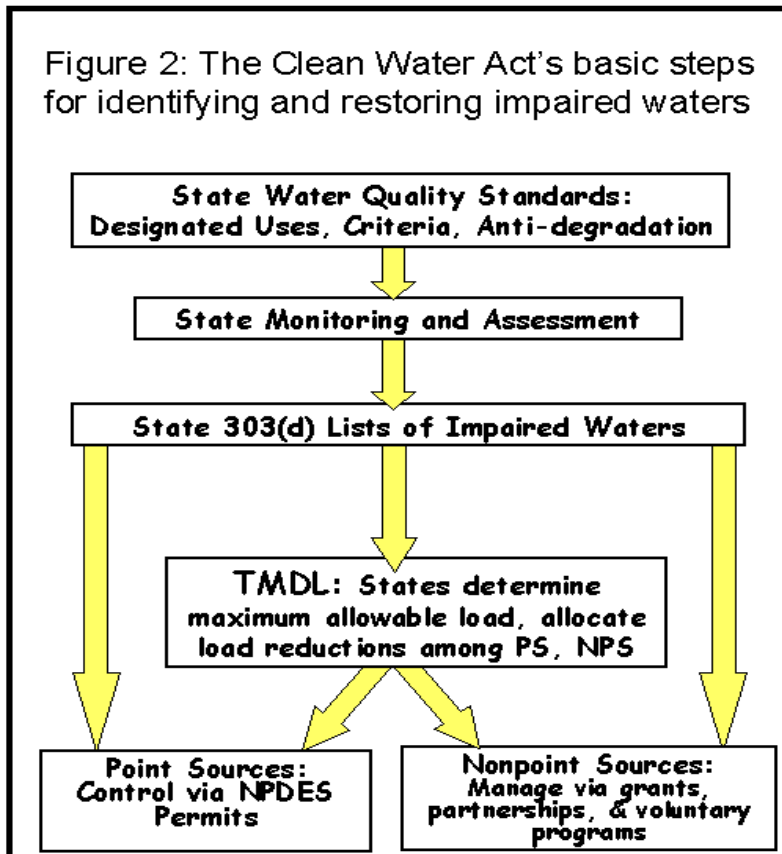 Figure 2: The Clean Water Act's basic steps
for identifying and restoring impaired waters
State Water Quality Standards:
Designated Uses, Criteria, Anti-degradation
State Monitoring and Assessment
State 303(d) Lists of Impaired Waters
TMDL: States determine
maximum allowable load, allocate
load reductions among PS, NPS
Point Sources:
Control via NPDES
Permits
Nonpoint Sources:
Manage via grants,
partnerships, & voluntary
programs